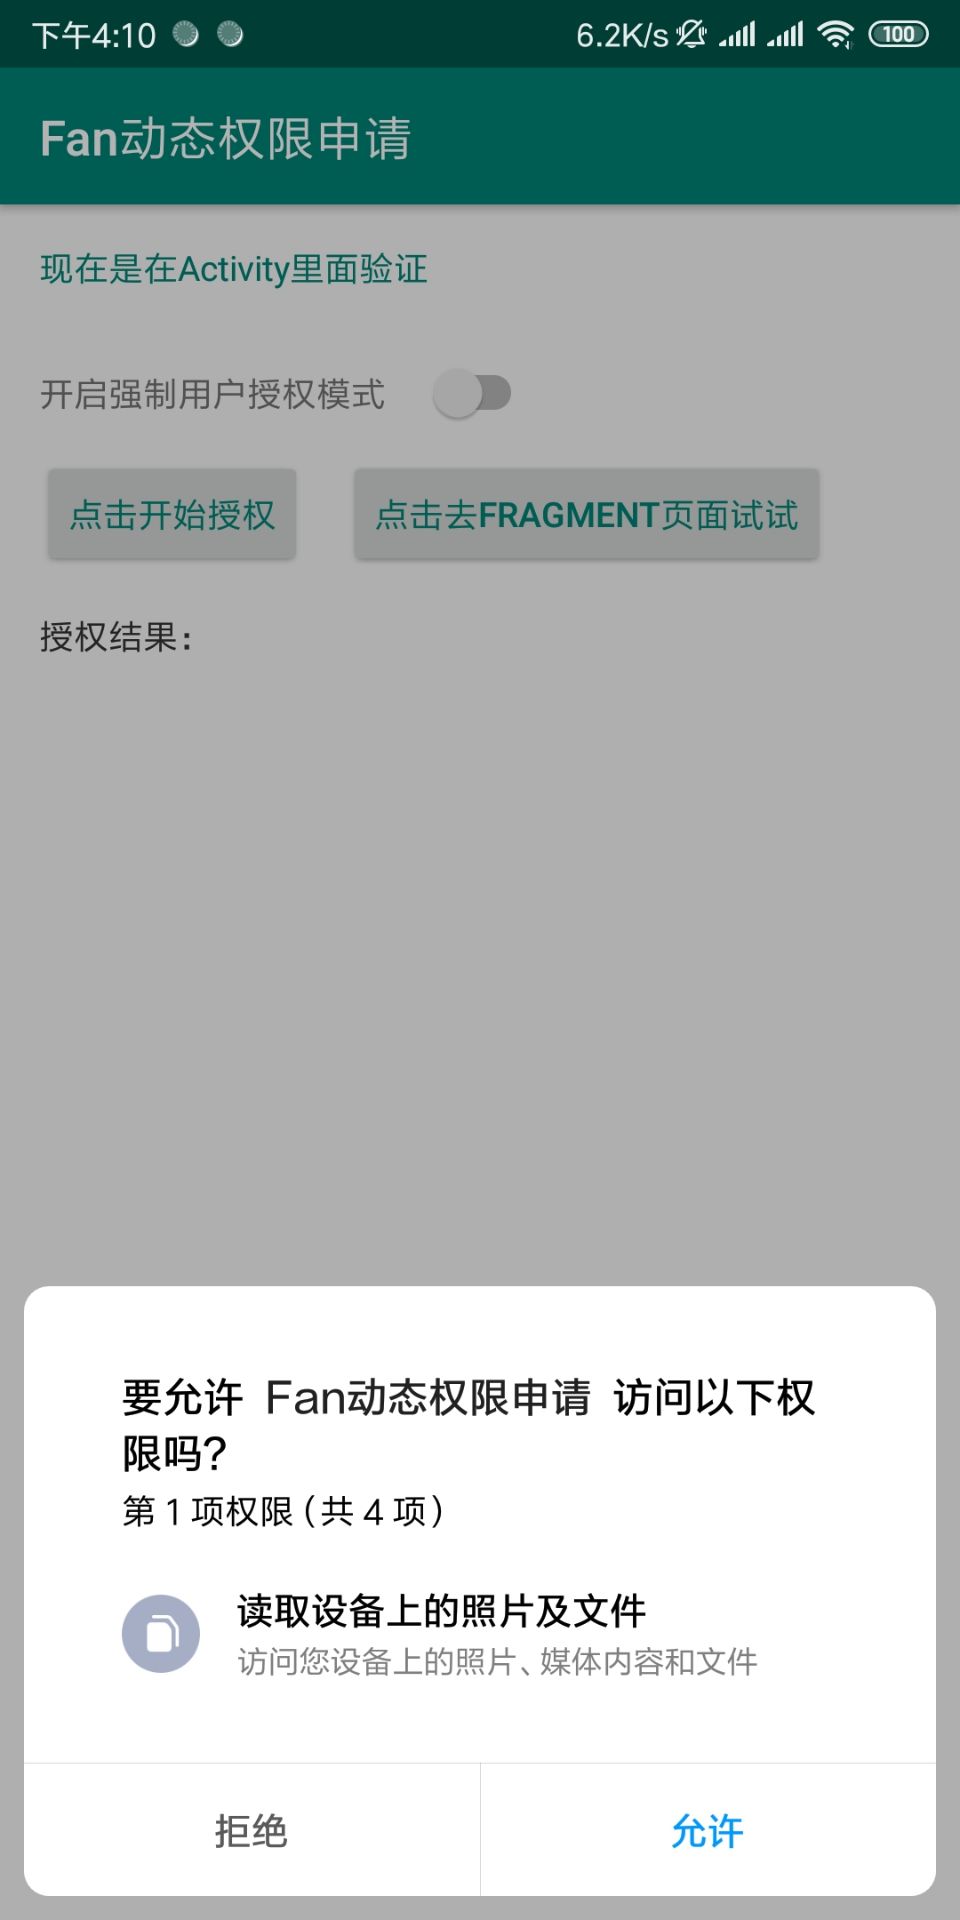 下午4:10
6.2K/s
100
Fan动态权限申请
现在是在Activity里面验证
开启强制用户授权模式
点击开始授权
点击去FRAGMENT页面试试
授权结果:
要允许 Fan动态权限申请 访问以下权
限吗?
第 1 项权限(共 4 项)
读取设备上的照片及文件
访问您设备上的照片、媒体内容和文件
拒绝
允许